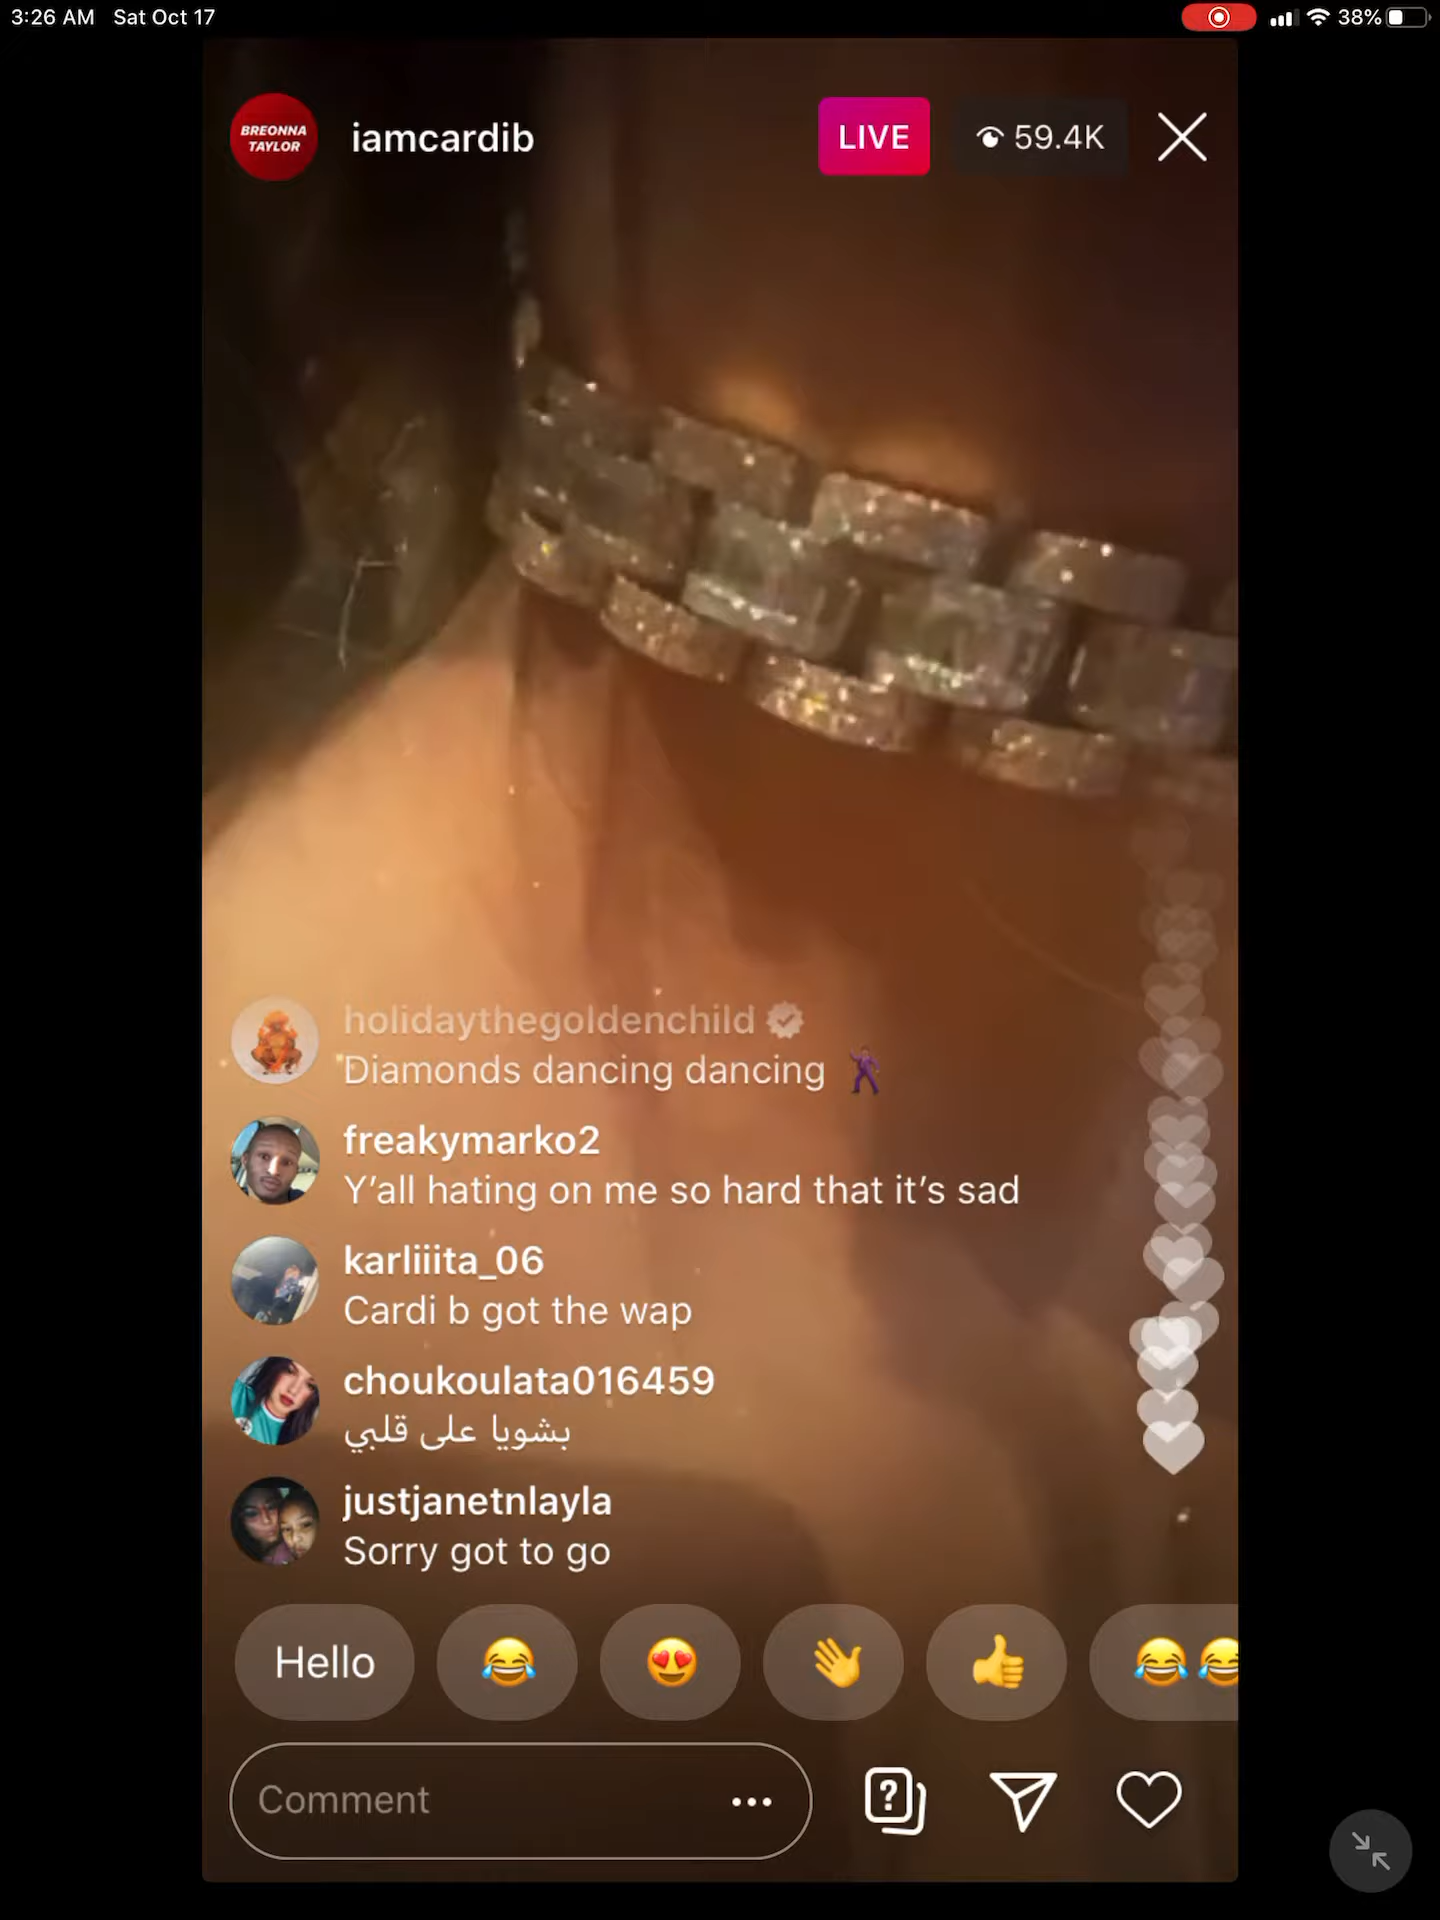 3:26 AM Sat Oct 17
38%
BREONNA
TAYLOR
iamcardib
LIVE
59.4K
holidaythegoldenchild
Diamonds dancing dancing 🕺
freakymarko2
Y’all hating on me so hard that it’s sad
karliiita_06
Cardi b got the wap
choukoulata016459
بشويا على قلبي
justjanetnlayla
Sorry got to go
Hello
😂
😍
👋
👍
😂😂
Comment